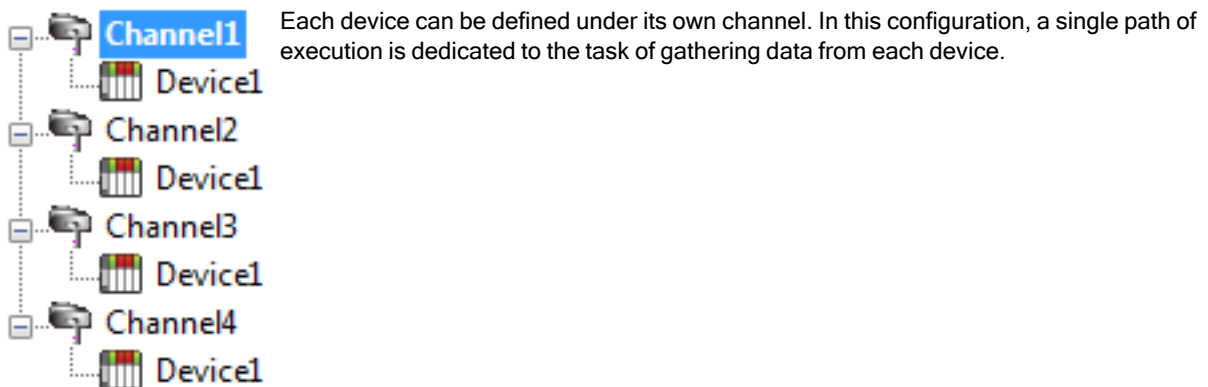 Channel1
Each device can be defined under its own channel. In this configuration, a single path of
execution is dedicated to the task of gathering data from each device.
Device1
Channel2
Device1
Channel3
Device1
Channel4
Device1